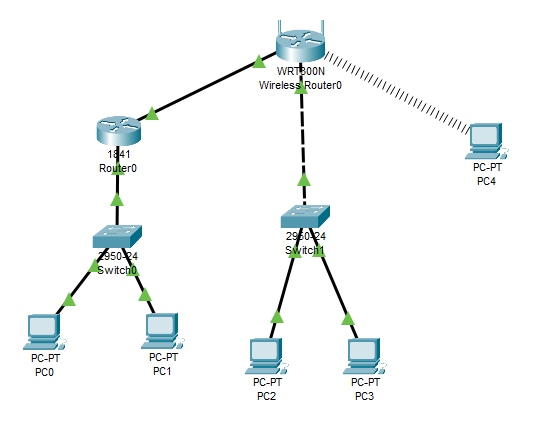 WRT300N
Wireless Router0
1841
Router0
PC-PT
PC4
2950-24
Switch0
2950-24
Switch1
PC-PT
PC0
PC-PT
PC1
PC-PT
PC2
PC-PT
PC3